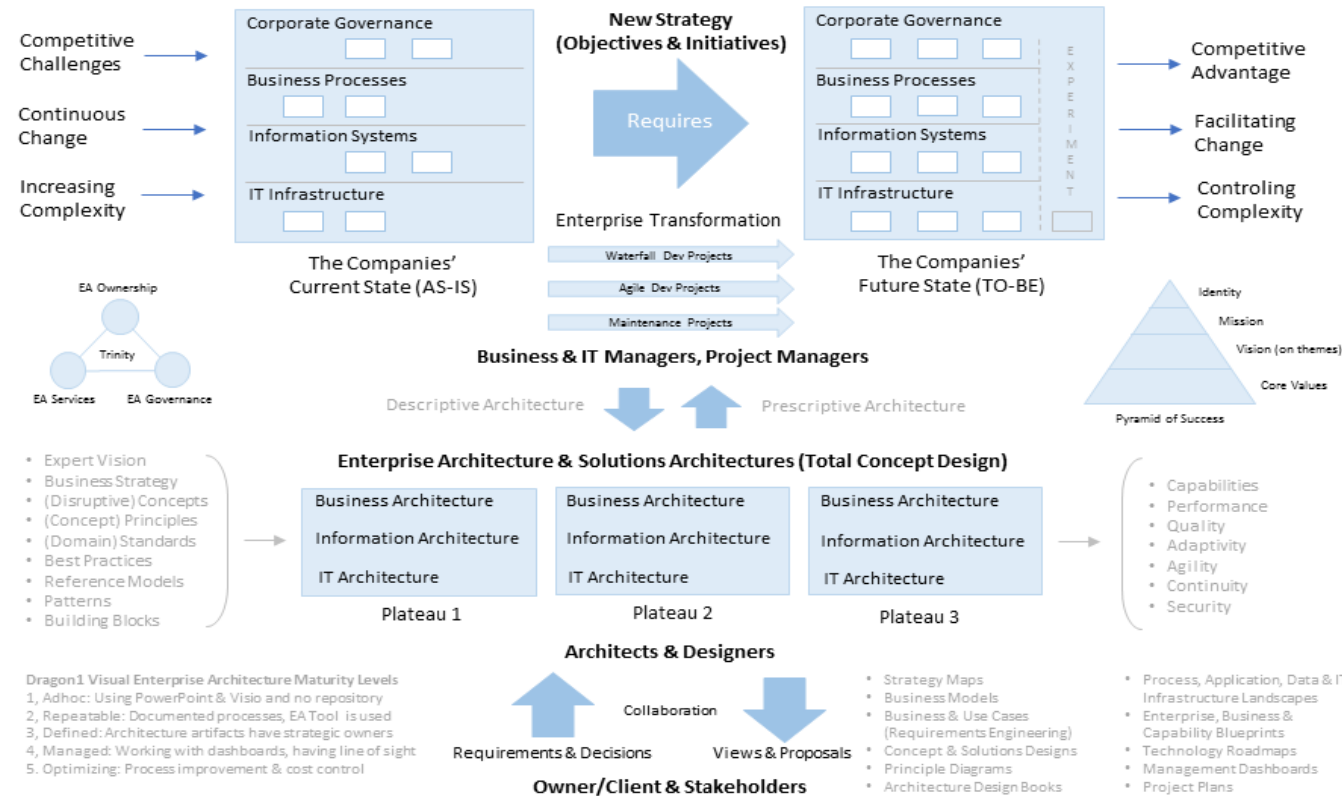 New Strategy
(Objectives & Initiatives)
Competitive
Challenges
Continuous
Change
Increasing
Complexity
Corporate Governance
Business Processes
Information Systems
IT Infrastructure
The Companies'
Current State (AS-IS)
Requires
Enterprise Transformation
Waterfall Dev Projects
Agile Dev Projects
Maintenance Projects
Corporate Governance
Business Processes
Information Systems
IT Infrastructure
EXPERIMENT
The Companies'
Future State (TO-BE)
Competitive
Advantage
Facilitating
Change
Controling
Complexity
EA Ownership
Trinity
EA Services
EA Governance
Business & IT Managers, Project Managers
Descriptive Architecture
Prescriptive Architecture
Identity
Mission
Vision (on themes)
Core Values
Pyramid of Success
Enterprise Architecture & Solutions Architectures (Total Concept Design)
• Expert Vision
• Business Strategy
• (Disruptive) Concepts
• (Concept) Principles
• (Domain) Standards
• Best Practices
• Reference Models
• Patterns
• Building Blocks
Business Architecture
Information Architecture
IT Architecture
Plateau 1
Business Architecture
Information Architecture
IT Architecture
Plateau 2
Business Architecture
Information Architecture
IT Architecture
Plateau 3
• Capabilities
• Performance
• Quality
• Adaptivity
• Agility
• Continuity
• Security
Architects & Designers
Dragon1 Visual Enterprise Architecture Maturity Levels
1, Adhoc: Using PowerPoint & Visio and no repository
2, Repeatable: Documented processes, EA Tool is used
3, Defined: Architecture artifacts have strategic owners
4, Managed: Working with dashboards, having line of sight
5. Optimizing: Process improvement & cost control
Collaboration
Requirements & Decisions
Views & Proposals
Owner/Client & Stakeholders
• Strategy Maps
• Business Models
• Business & Use Cases
(Requirements Engineering)
• Concept & Solutions Designs
• Principle Diagrams
• Architecture Design Books
• Process, Application, Data & IT
Infrastructure Landscapes
• Enterprise, Business &
Capability Blueprints
• Technology Roadmaps
• Management Dashboards
• Project Plans